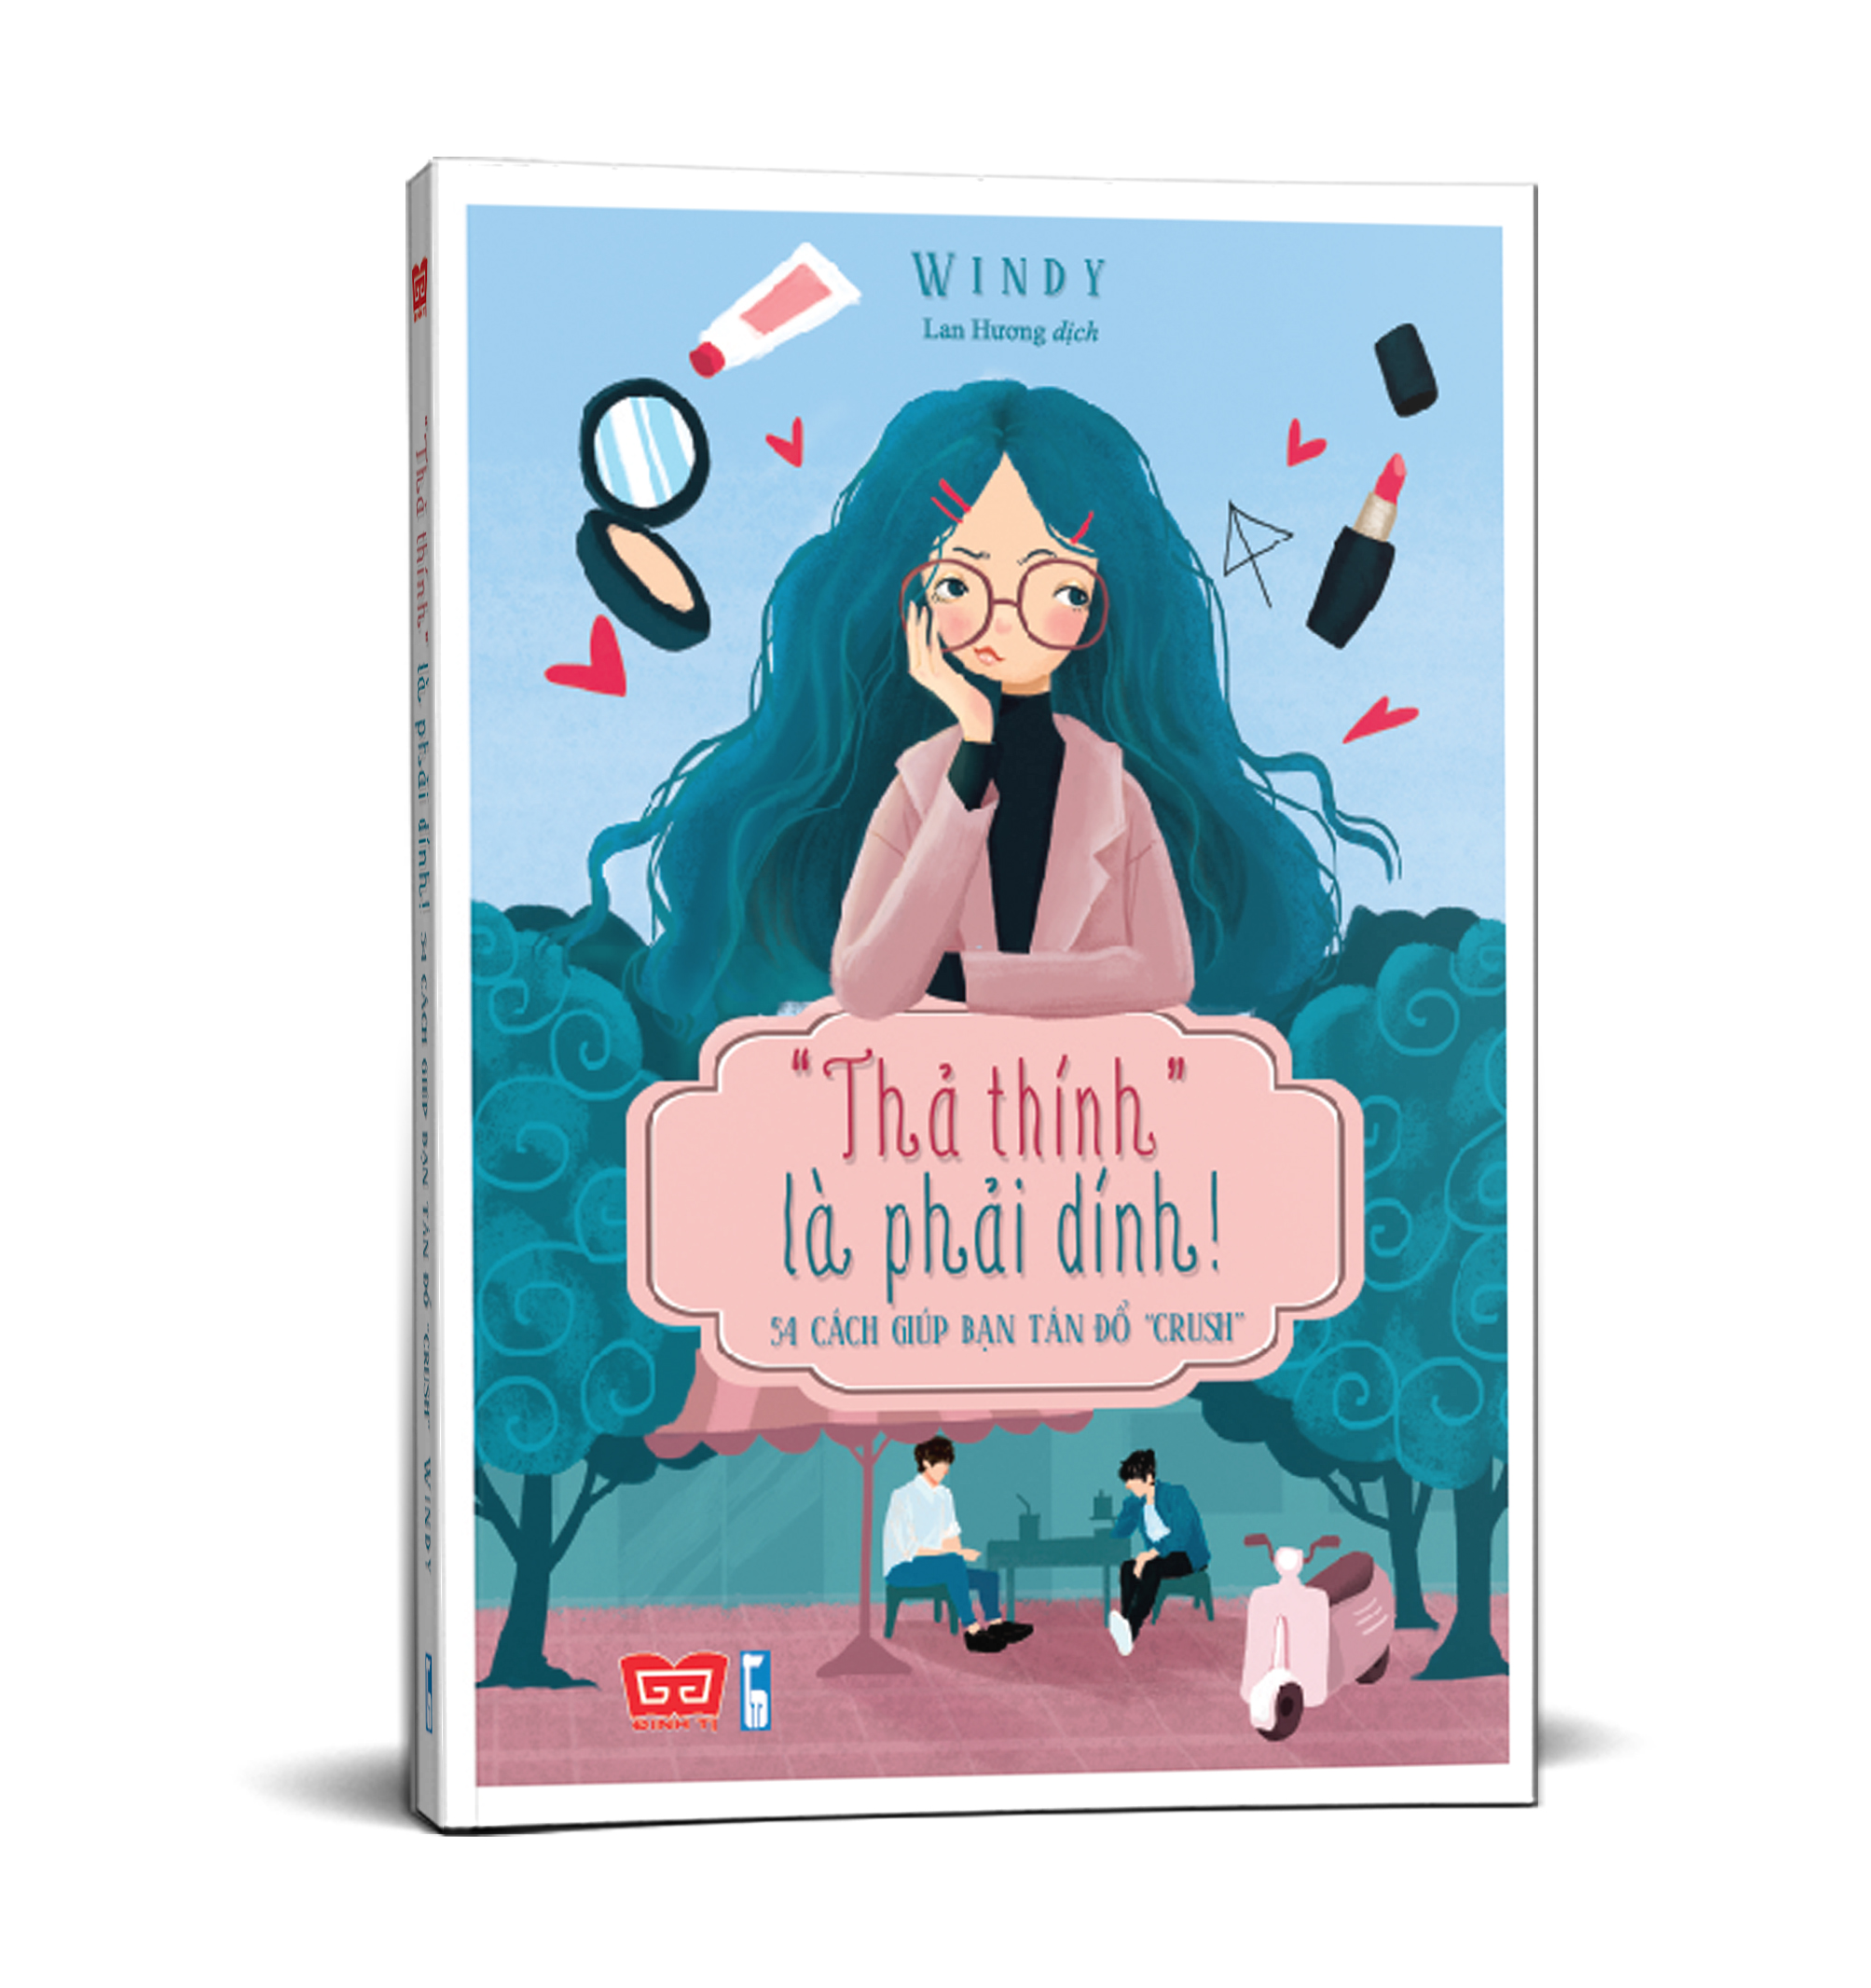 WINDY
Lan Hương dịch
"Thả thính"
là phải dính!
54 CÁCH GIÚP BẠN TÁN ĐỔ "CRUSH"
ĐINH TỊ
"Thả thính" là phải dính! 54 CÁCH GIÚP BẠN TÁN ĐỔ "CRUSH" WINDY